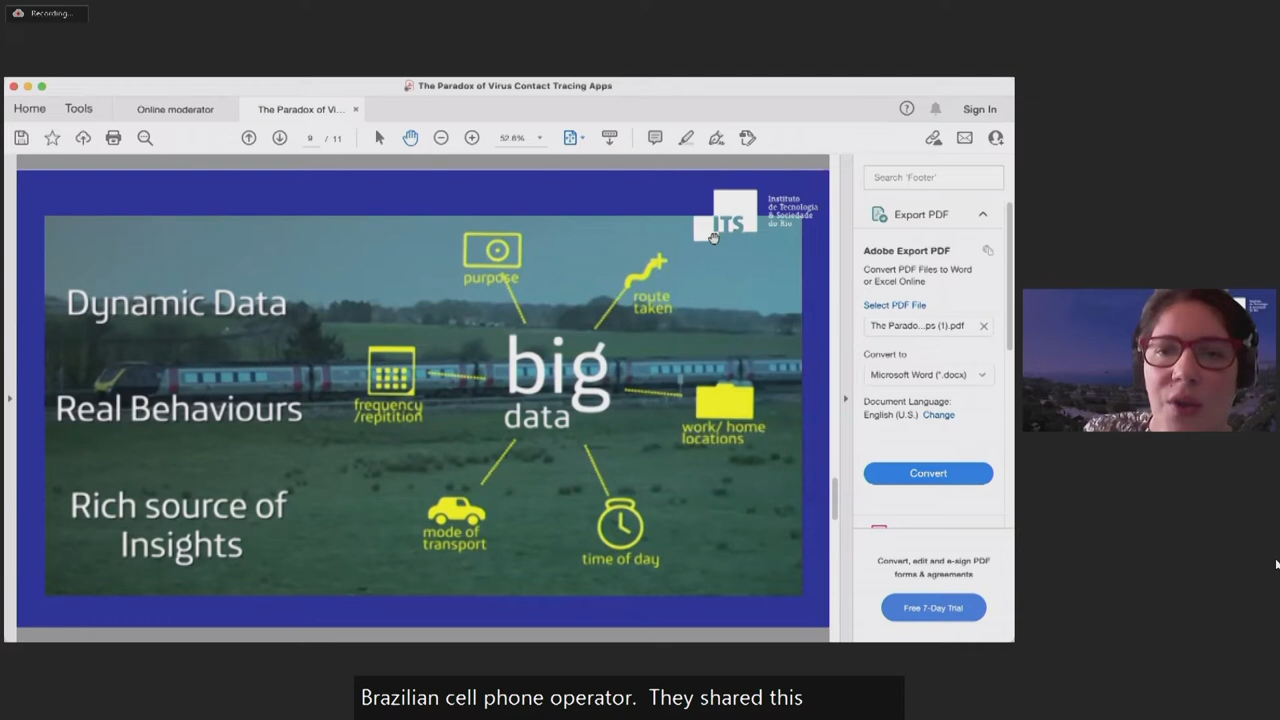 Recording...
The Paradox of Virus Contact Tracing Apps
Home
Tools
Online moderator
The Paradox of Vi...
Sign In
9 / 11
52.6%
Search 'Footer'
Export PDF
Adobe Export PDF
Convert PDF Files to Word
or Excel Online
Select PDF File
The Parado...ps (1).pdf
Convert to
Microsoft Word (*.docx)
Document Language:
English (U.S.) Change
Convert
Convert, edit and e-sign PDF
forms & agreements
Free 7-Day Trial
ITS
Instituto
de Tecnologia
& Sociedade
do Rio
Dynamic Data
Real Behaviours
Rich source of
Insights
purpose
route
taken
frequency
/repitition
big
data
work/ home
locations
mode of
transport
time of day
Brazilian cell phone operator.  They shared this